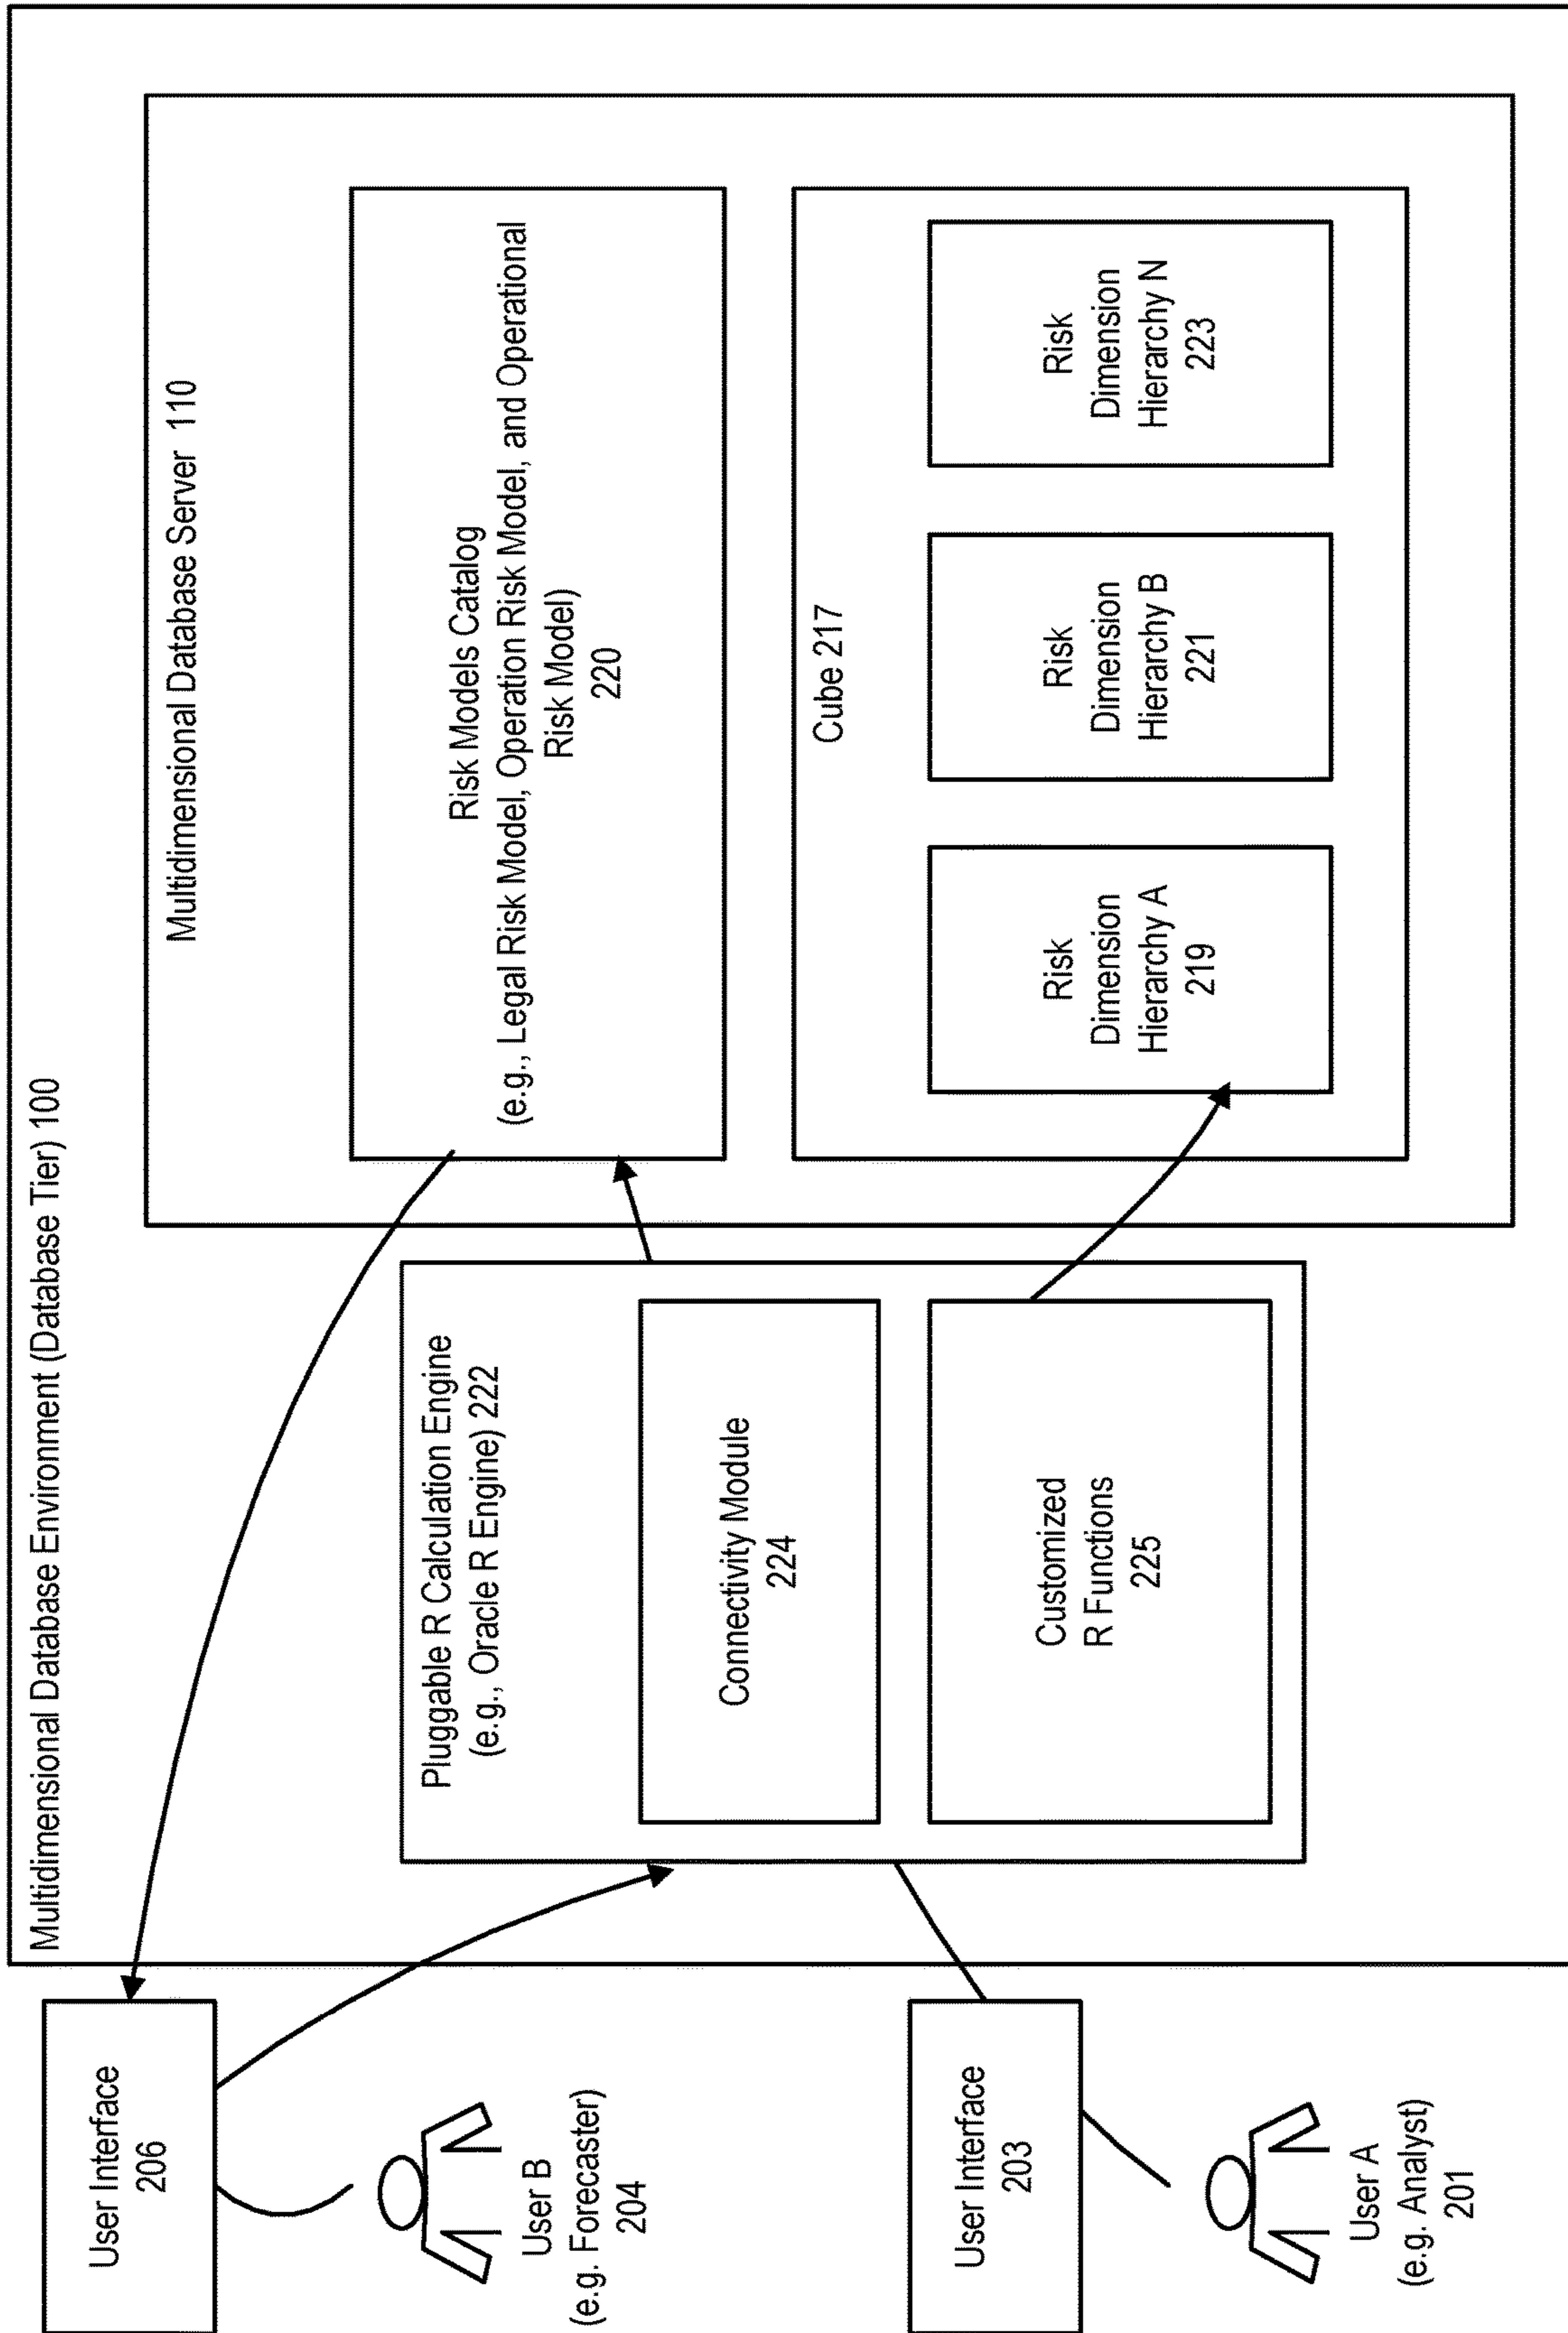 Multidimensional Database Environment (Database Tier) 100
User Interface
206
User B
(e.g. Forecaster)
204
User Interface
203
User A
(e.g. Analyst)
201
Pluggable R Calculation Engine
(e.g., Oracle R Engine) 222
Connectivity Module
224
Customized
R Functions
225
Multidimensional Database Server 110
Risk Models Catalog
(e.g., Legal Risk Model, Operation Risk Model, and Operational
Risk Model)
220
Cube 217
Risk
Dimension
Hierarchy A
219
Risk
Dimension
Hierarchy B
221
Risk
Dimension
Hierarchy N
223